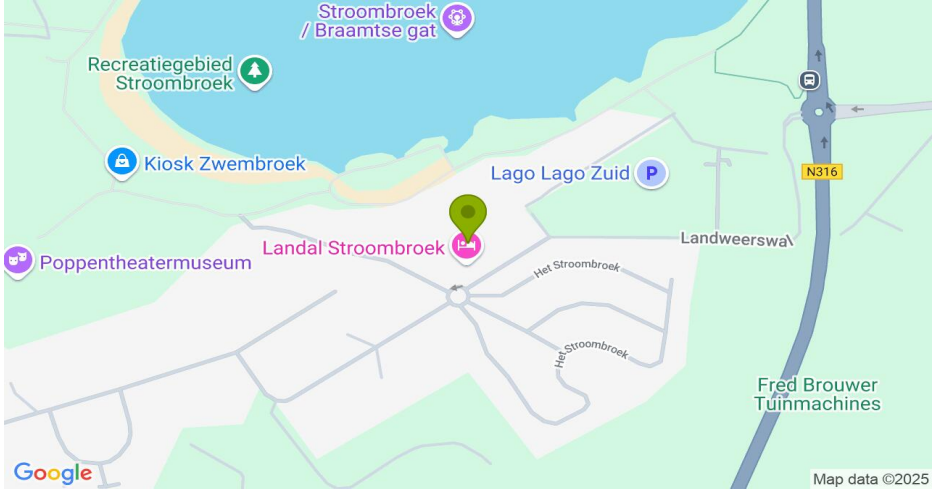 Stroombroek
/ Braamtse gat
Recreatiegebied
Stroombroek
Kiosk Zwembroek
Lago Lago Zuid
P
N316
Landal Stroombroek
Landweerswal
Poppentheatermuseum
Het Stroombroek
Het Stroombroek
Fred Brouwer
Tuinmachines
Google
Map data ©2025